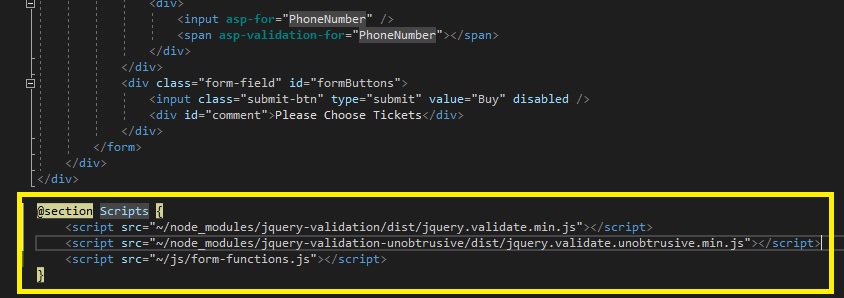 <div>
<input asp-for="PhoneNumber" />
<span asp-validation-for="PhoneNumber"></span>
</div>
</div>
<div class="form-field" id="formButtons">
<input class="submit-btn" type="submit" value="Buy" disabled />
<div id="comment">Please Choose Tickets</div>
</div>
</form>
</div>
</div>
@section Scripts {
<script src="~/node_modules/jquery-validation/dist/jquery.validate.min.js"></script>
<script src="~/node_modules/jquery-validation-unobtrusive/dist/jquery.validate.unobtrusive.min.js"></script>
<script src="~/js/form-functions.js"></script>
}